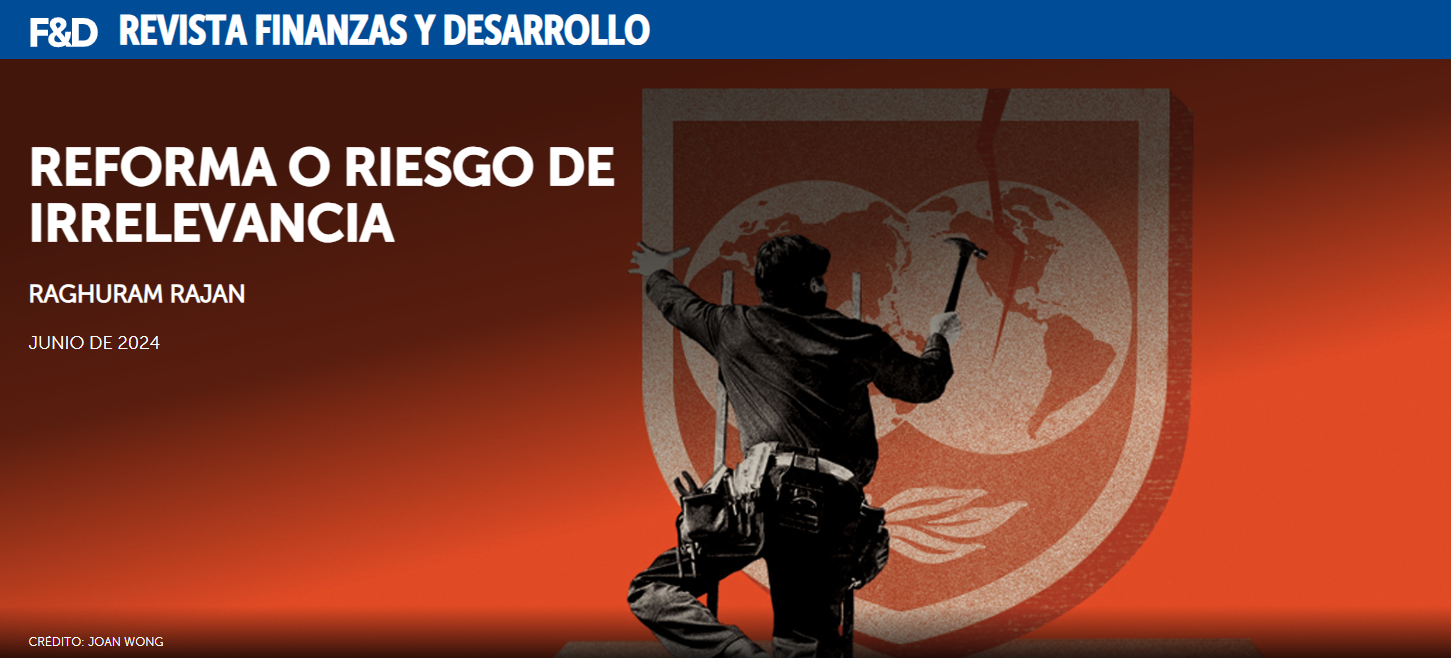 F&D REVISTA FINANZAS Y DESARROLLO
REFORMA O RIESGO DE
IRRELEVANCIA
RAGHURAM RAJAN
JUNIO DE 2024
CRÉDITO: JOAN WONG